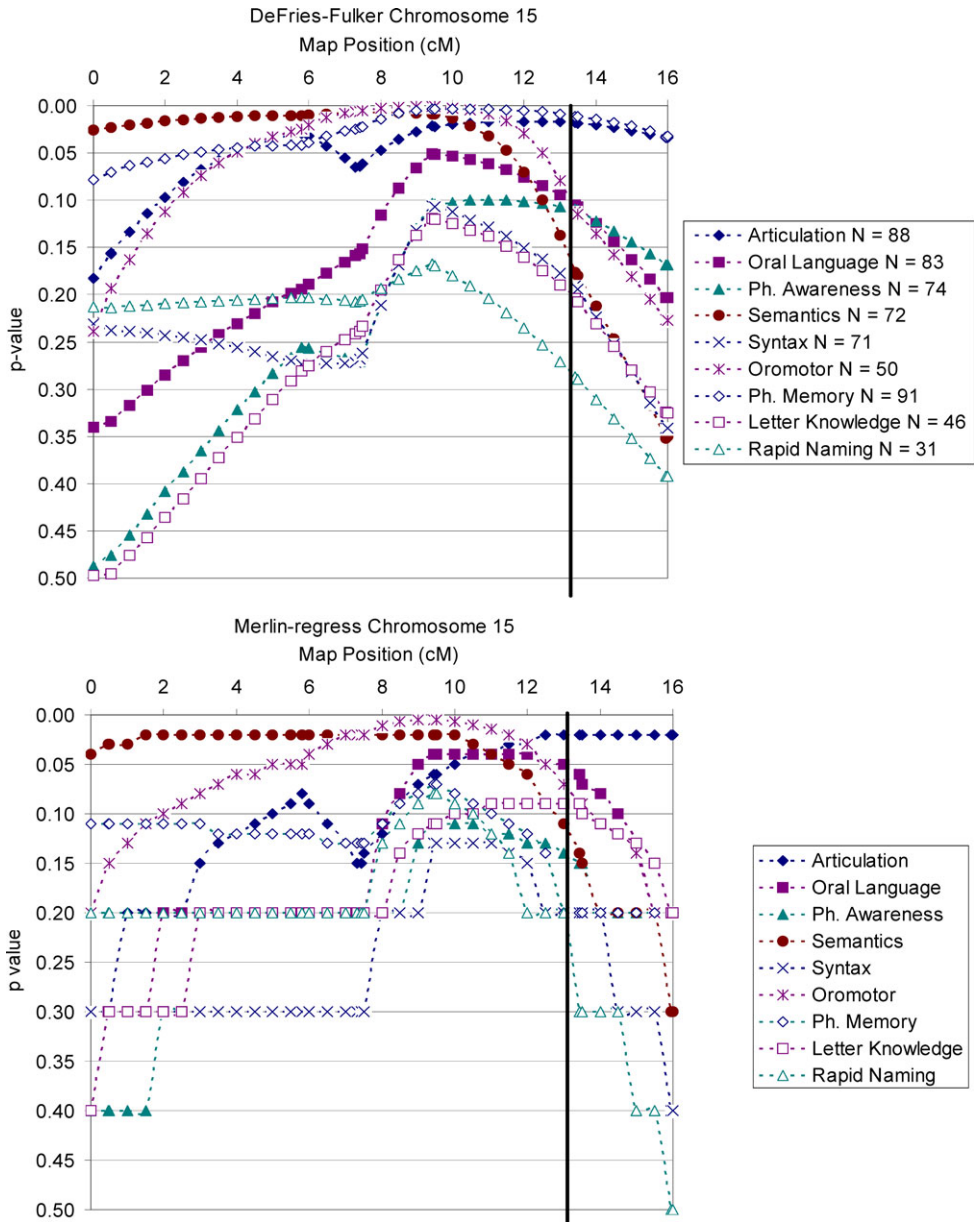 DeFries-Fulker Chromosome 15
Map Position (cM)
0 2 4 6 8 10 12 14 16
0.00
0.05
0.10
0.15
0.20
0.25
0.30
0.35
0.40
0.45
0.50
p-value
Articulation N = 88
Oral Language N = 83
Ph. Awareness N = 74
Semantics N = 72
Syntax N = 71
Oromotor N = 50
Ph. Memory N = 91
Letter Knowledge N = 46
Rapid Naming N = 31
Merlin-regress Chromosome 15
Map Position (cM)
0 2 4 6 8 10 12 14 16
0.00
0.05
0.10
0.15
0.20
0.25
0.30
0.35
0.40
0.45
0.50
p value
Articulation
Oral Language
Ph. Awareness
Semantics
Syntax
Oromotor
Ph. Memory
Letter Knowledge
Rapid Naming